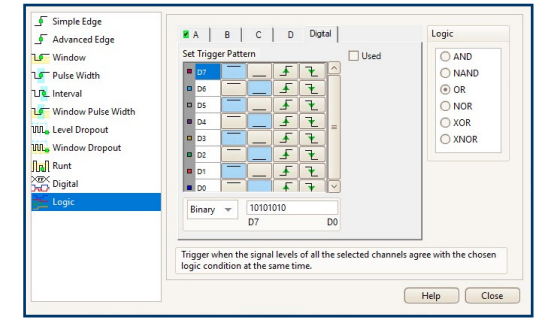 Simple Edge
Advanced Edge
Window
Pulse Width
Interval
Window Pulse Width
Level Dropout
Window Dropout
Runt
Digital
Logic
A B C D Digital
Set Trigger Pattern
Used
D7
D6
D5
D4
D3
D2
D1
D0
Binary 10101010
D7 D0
Logic
AND
NAND
OR
NOR
XOR
XNOR
Trigger when the signal levels of all the selected channels agree with the chosen
logic condition at the same time.
Help Close